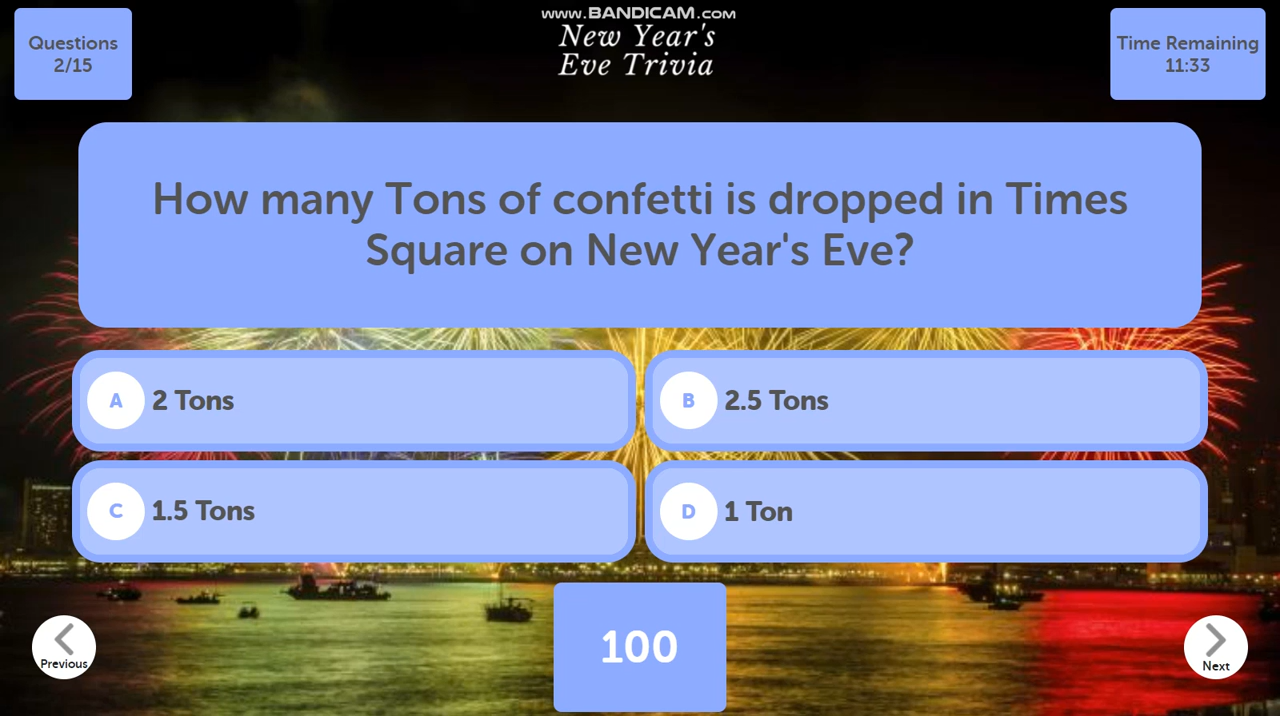 www.BANDICAM.com
New Year's
Eve Trivia
Questions
2/15
Time Remaining
11:33
How many Tons of confetti is dropped in Times
Square on New Year's Eve?
A 2 Tons
B 2.5 Tons
C 1.5 Tons
D 1 Ton
100
Previous
Next